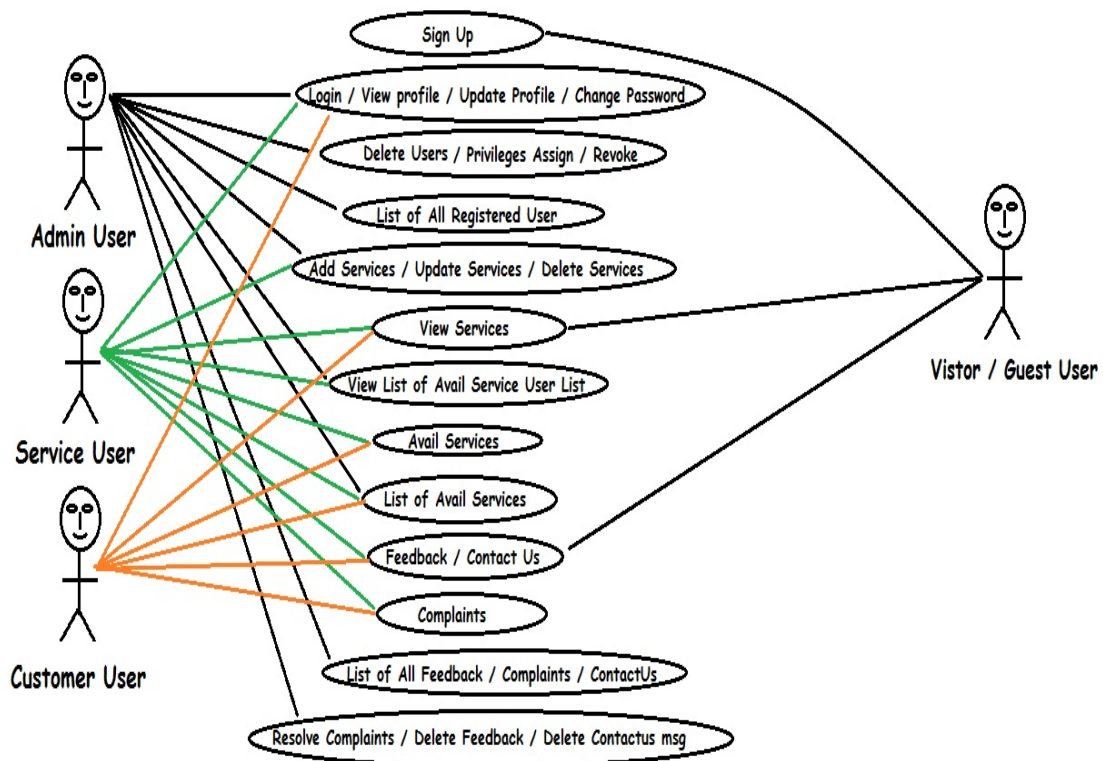 Sign Up
Login / View profile / Update Profile / Change Password
Delete Users / Privileges Assign / Revoke
List of All Registered User
Admin User
Add Services / Update Services / Delete Services
View Services
Vistor / Guest User
View List of Avail Service User List
Avail Services
Service User
List of Avail Services
Feedback / Contact Us
Complaints
List of All Feedback / Complaints / ContactUs
Customer User
Resolve Complaints / Delete Feedback / Delete Contactus msg